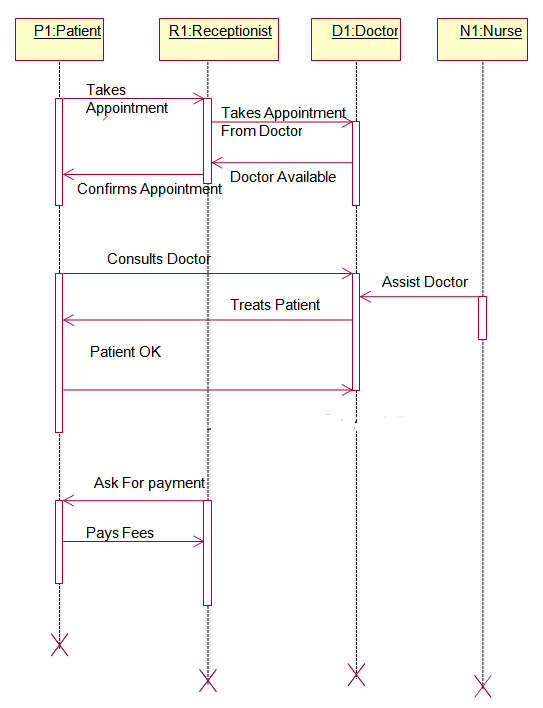 P1:Patient
R1:Receptionist
D1:Doctor
N1:Nurse
Takes
Appointment
Takes Appointment
From Doctor
Doctor Available
Confirms Appointment
Consults Doctor
Assist Doctor
Treats Patient
Patient OK
Ask For payment
Pays Fees